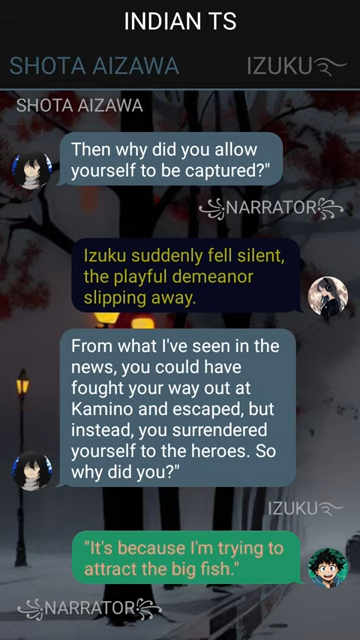 INDIAN TS
SHOTA AIZAWA
IZUKU
SHOTA AIZAWA
Then why did you allow
yourself to be captured?"
NARRATOR
Izuku suddenly fell silent,
the playful demeanor
slipping away.
From what I've seen in the
news, you could have
fought your way out at
Kamino and escaped, but
instead, you surrendered
yourself to the heroes. So
why did you?"
IZUKU
"It's because I'm trying to
attract the big fish."
NARRATOR